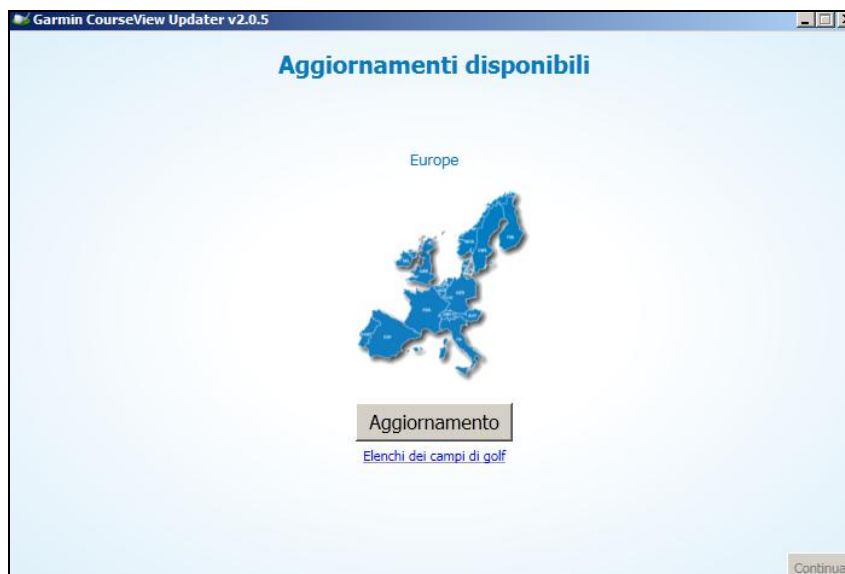 Garmin CourseView Updater v2.0.5
Aggiornamenti disponibili
Europe
Aggiornamento
Elenchi dei campi di golf
Continua